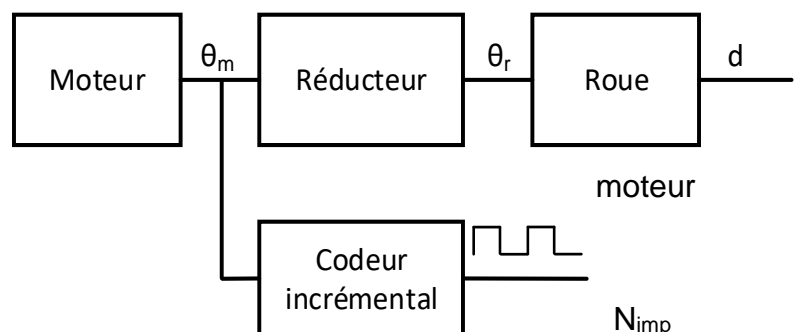 θm
θr
d
Moteur
Réducteur
Roue
moteur
Codeur
incrémental
Nimp